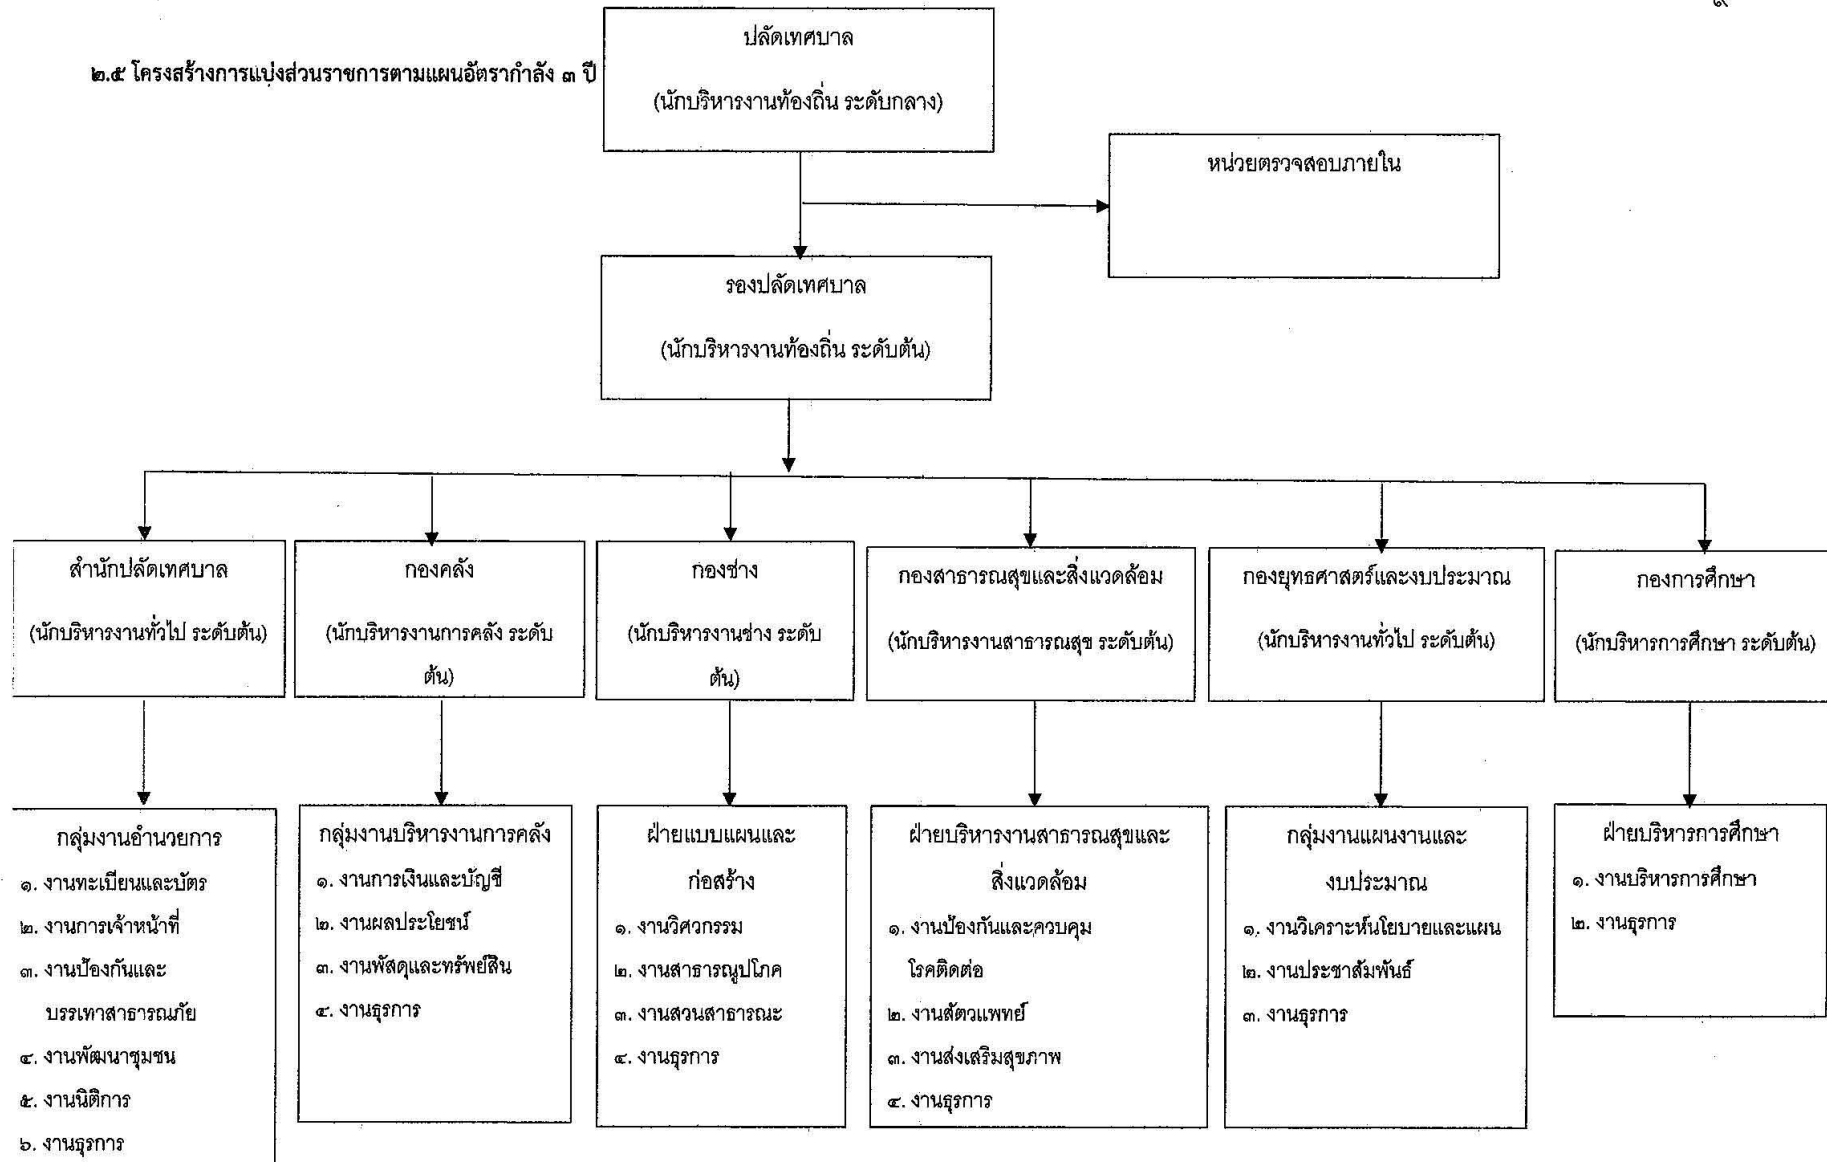 ๙
๒.๕ โครงสร้างการแบ่งส่วนราชการตามแผนอัตรากำลัง ๓ ปี
ปลัดเทศบาล
(นักบริหารงานท้องถิ่น ระดับกลาง)
หน่วยตรวจสอบภายใน
รองปลัดเทศบาล
(นักบริหารงานท้องถิ่น ระดับต้น)
สำนักปลัดเทศบาล
(นักบริหารงานทั่วไป ระดับต้น)
กองคลัง
(นักบริหารงานการคลัง ระดับ
ต้น)
กองช่าง
(นักบริหารงานช่าง ระดับ
ต้น)
กองสาธารณสุขและสิ่งแวดล้อม
(นักบริหารงานสาธารณสุข ระดับต้น)
กองยุทธศาสตร์และงบประมาณ
(นักบริหารงานทั่วไป ระดับต้น)
กองการศึกษา
(นักบริหารการศึกษา ระดับต้น)
กลุ่มงานอำนวยการ
๑. งานทะเบียนและบัตร
๒. งานการเจ้าหน้าที่
๓. งานป้องกันและ
บรรเทาสาธารณภัย
๔. งานพัฒนาชุมชน
๕. งานนิติการ
๖. งานธุรการ
กลุ่มงานบริหารงานการคลัง
๑. งานการเงินและบัญชี
๒. งานผลประโยชน์
๓. งานพัสดุและทรัพย์สิน
๔. งานธุรการ
ฝ่ายแบบแผนและ
ก่อสร้าง
๑. งานวิศวกรรม
๒. งานสาธารณูปโภค
๓. งานสวนสาธารณะ
๔. งานธุรการ
ฝ่ายบริหารงานสาธารณสุขและ
สิ่งแวดล้อม
๑. งานป้องกันและควบคุม
โรคติดต่อ
๒. งานสัตวแพทย์
๓. งานส่งเสริมสุขภาพ
๔. งานธุรการ
กลุ่มงานแผนงานและ
งบประมาณ
๑. งานวิเคราะห์นโยบายและแผน
๒. งานประชาสัมพันธ์
๓. งานธุรการ
ฝ่ายบริหารการศึกษา
๑. งานบริหารการศึกษา
๒. งานธุรการ